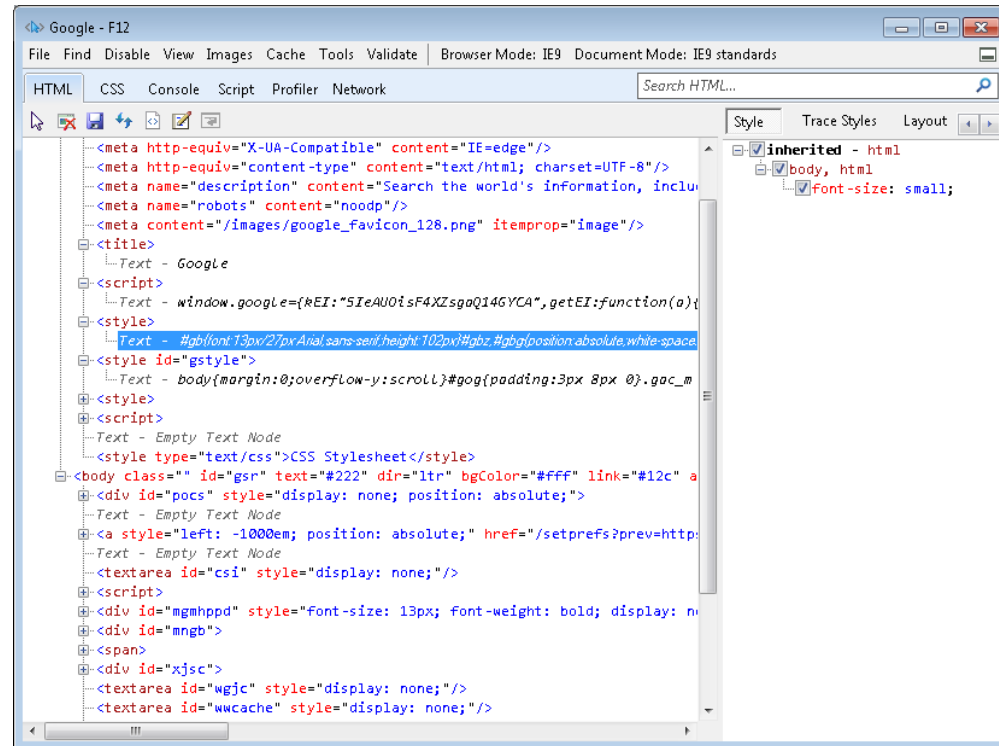 Google - F12
File Find Disable View Images Cache Tools Validate Browser Mode: IE9 Document Mode: IE9 standards
HTML CSS Console Script Profiler Network Search HTML...
Style Trace Styles Layout
<meta http-equiv="X-UA-Compatible" content="IE=edge"/>
<meta http-equiv="content-type" content="text/html; charset=UTF-8"/>
<meta name="description" content="Search the world's information, inclu
<meta name="robots" content="noodp"/>
<meta content="/images/google_favicon_128.png" itemprop="image"/>
<title>
Text - Google
<script>
Text - window.google={kEI:"5IeAUOisF4XZsgaQ14GYCA",getEI:function(a){
<style>
Text - #gb{font:13px/27px Arial,sans-serif;height:102px}#gbz,#gbg{position:absolute;white-space:
<style id="gstyle">
Text - body{margin:0;overflow-y:scroll}#gog{padding:3px 8px 0}.gac_m
<style>
<script>
Text - Empty Text Node
<style type="text/css">CSS Stylesheet</style>
<body class="" id="gsr" text="#222" dir="ltr" bgColor="#fff" link="#12c" a
<div id="pocs" style="display: none; position: absolute;">
Text - Empty Text Node
<a style="left: -1000em; position: absolute;" href="/setprefs?prev=http:
Text - Empty Text Node
<textarea id="csi" style="display: none;"/>
<script>
<div id="mgmhppd" style="font-size: 13px; font-weight: bold; display: n
<div id="mngb">
<span>
<div id="xjsc">
<textarea id="wgjc" style="display: none;"/>
<textarea id="wwcache" style="display: none;"/>
inherited - html
body, html
font-size: small;